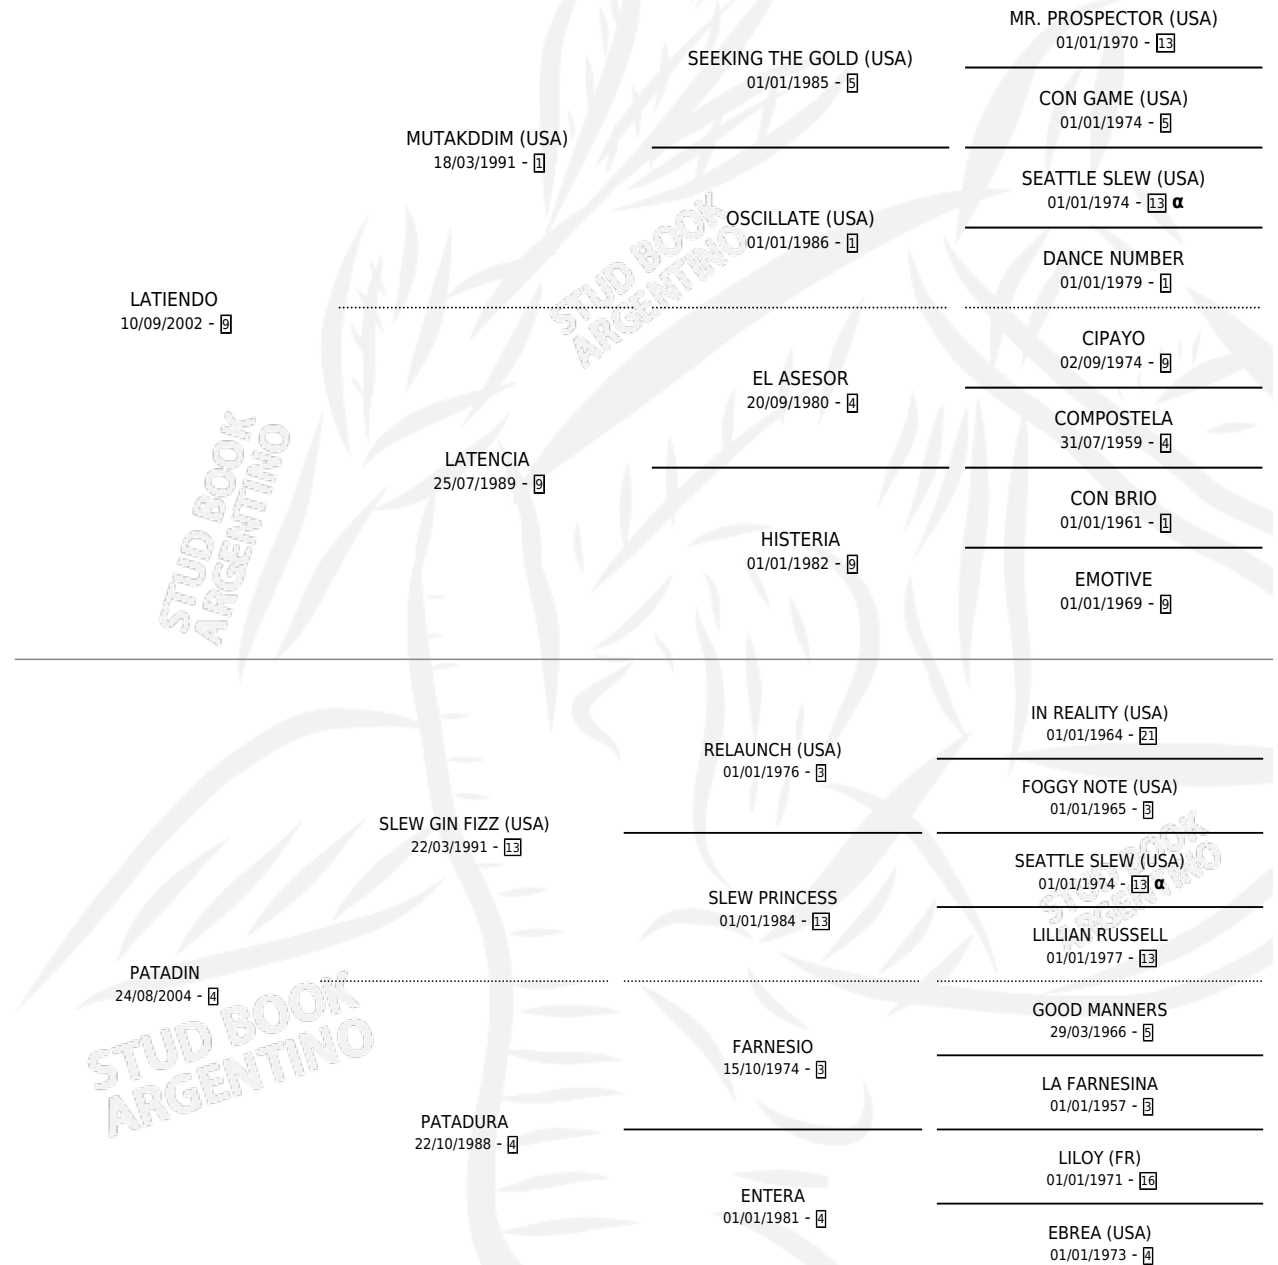 MR. PROSPECTOR (USA)
01/01/1970 - 13
SEEKING THE GOLD (USA)
01/01/1985 - 5
CON GAME (USA)
01/01/1974 - 5
MUTAKDDIM (USA)
18/03/1991 - 1
SEATTLE SLEW (USA)
01/01/1974 - 13 α
OSCILLATE (USA)
01/01/1986 - 1
DANCE NUMBER
01/01/1979 - 1
LATIENDO
10/09/2002 - 9
CIPAYO
02/09/1974 - 9
EL ASESOR
20/09/1980 - 4
COMPOSTELA
31/07/1959 - 4
LATENCIA
25/07/1989 - 9
CON BRIO
01/01/1961 - 1
HISTERIA
01/01/1982 - 9
EMOTIVE
01/01/1969 - 9
STUD BOOK
ARGENTINO
STUD BOOK
ARGENTINO
IN REALITY (USA)
01/01/1964 - 21
RELAUNCH (USA)
01/01/1976 - 3
FOGGY NOTE (USA)
01/01/1965 - 3
SLEW GIN FIZZ (USA)
22/03/1991 - 13
SEATTLE SLEW (USA)
01/01/1974 - 13 α
SLEW PRINCESS
01/01/1984 - 13
LILLIAN RUSSELL
01/01/1977 - 13
PATADIN
24/08/2004 - 4
GOOD MANNERS
29/03/1966 - 5
FARNESIO
15/10/1974 - 3
LA FARNESINA
01/01/1957 - 3
PATADURA
22/10/1988 - 4
LILOY (FR)
01/01/1971 - 16
ENTERA
01/01/1981 - 4
EBREA (USA)
01/01/1973 - 4
STUD BOOK
ARGENTINO
STUD BOOK
ARGENTINO